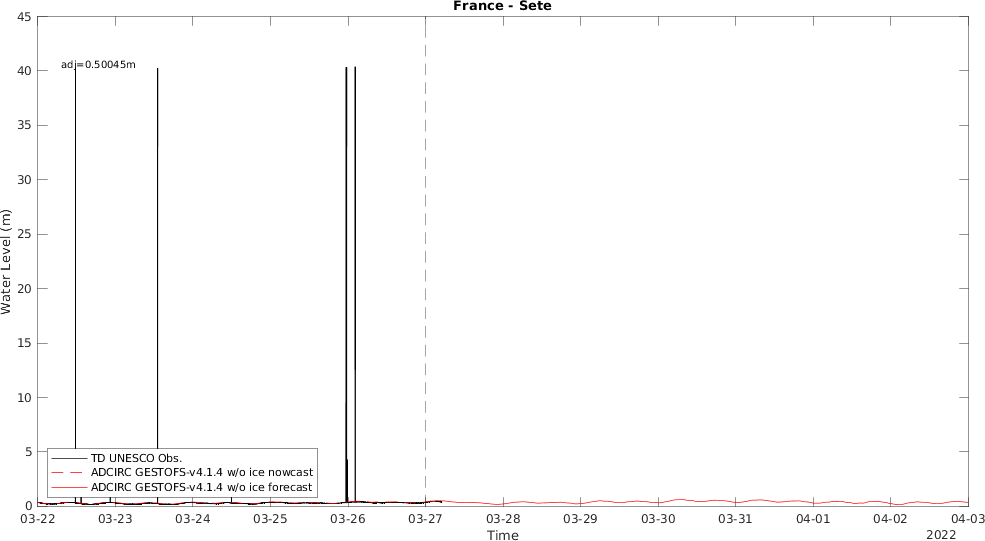 France - Sete
45
40
35
30
25
20
15
10
5
0
Water Level (m)
adj=0.50045m
TD UNESCO Obs.
ADCIRC GESTOFS-v4.1.4 w/o ice nowcast
ADCIRC GESTOFS-v4.1.4 w/o ice forecast
03-22 03-23 03-24 03-25 03-26 03-27 03-28 03-29 03-30 03-31 04-01 04-02 04-03
Time
2022